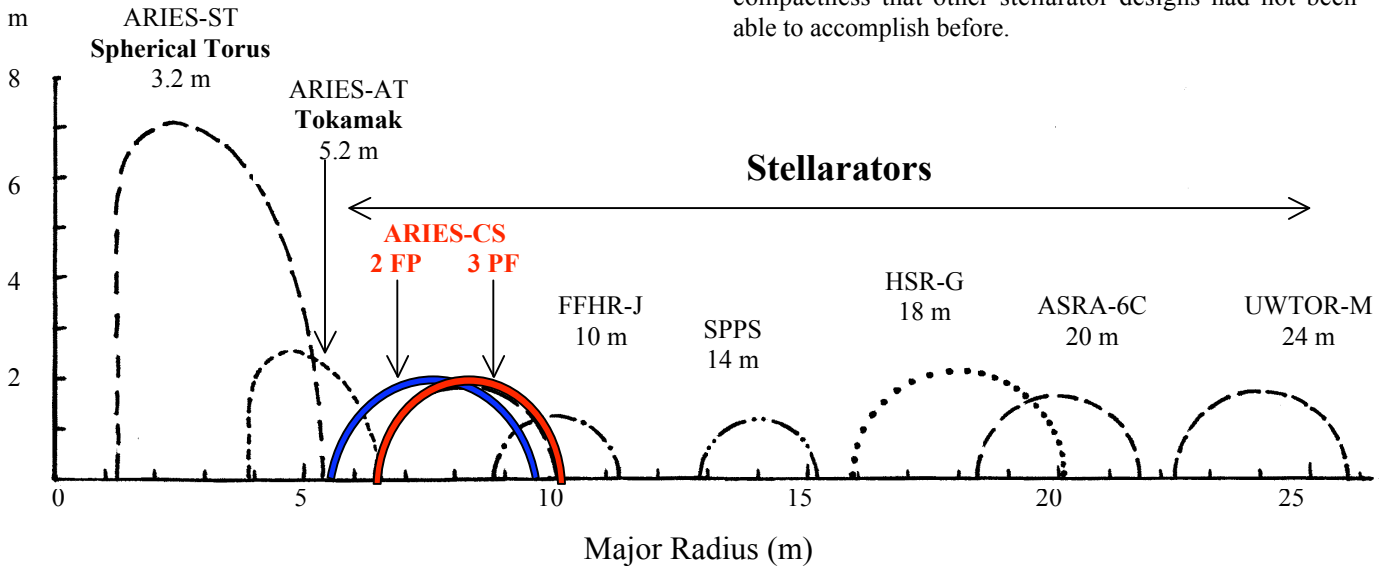 compactness that other stellarator designs had not been
able to accomplish before.
m
ARIES-ST
Spherical Torus
3.2 m
ARIES-AT
Tokamak
5.2 m
Stellarators
ARIES-CS
2 FP 3 PF
FFHR-J
10 m
SPPS
14 m
HSR-G
18 m
ASRA-6C
20 m
UWTOR-M
24 m
8
6
4
2
0 5 10 15 20 25
Major Radius (m)